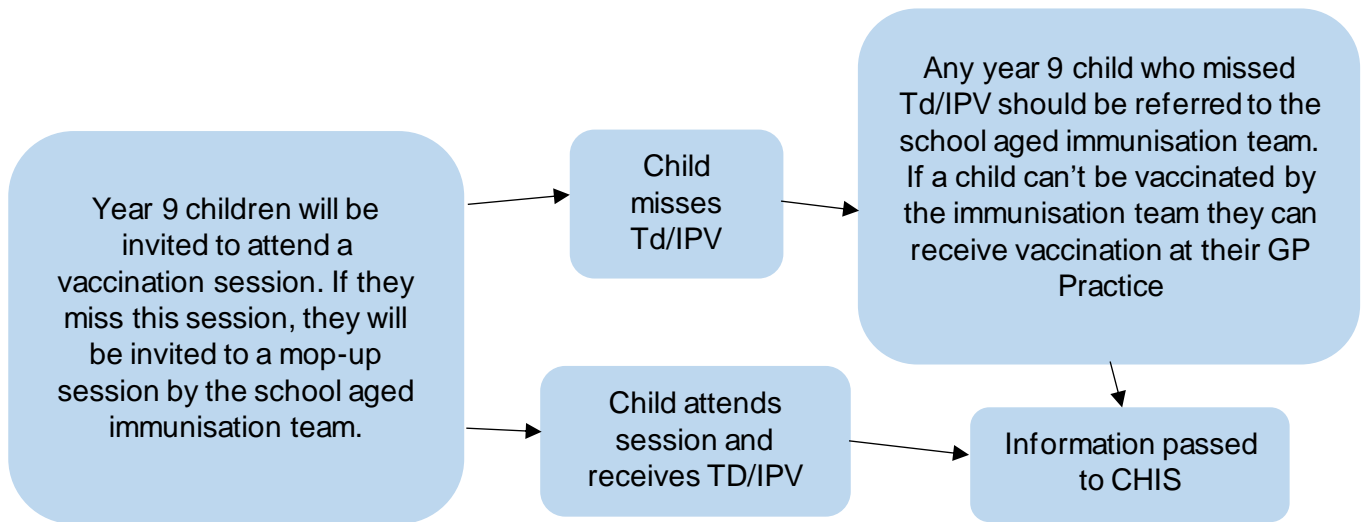 Year 9 children will be
invited to attend a
vaccination session. If they
miss this session, they will
be invited to a mop-up
session by the school aged
immunisation team.
Child
misses
Td/IPV
Any year 9 child who missed
Td/IPV should be referred to the
school aged immunisation team.
If a child can’t be vaccinated by
the immunisation team they can
receive vaccination at their GP
Practice
Child attends
session and
receives TD/IPV
Information passed
to CHIS